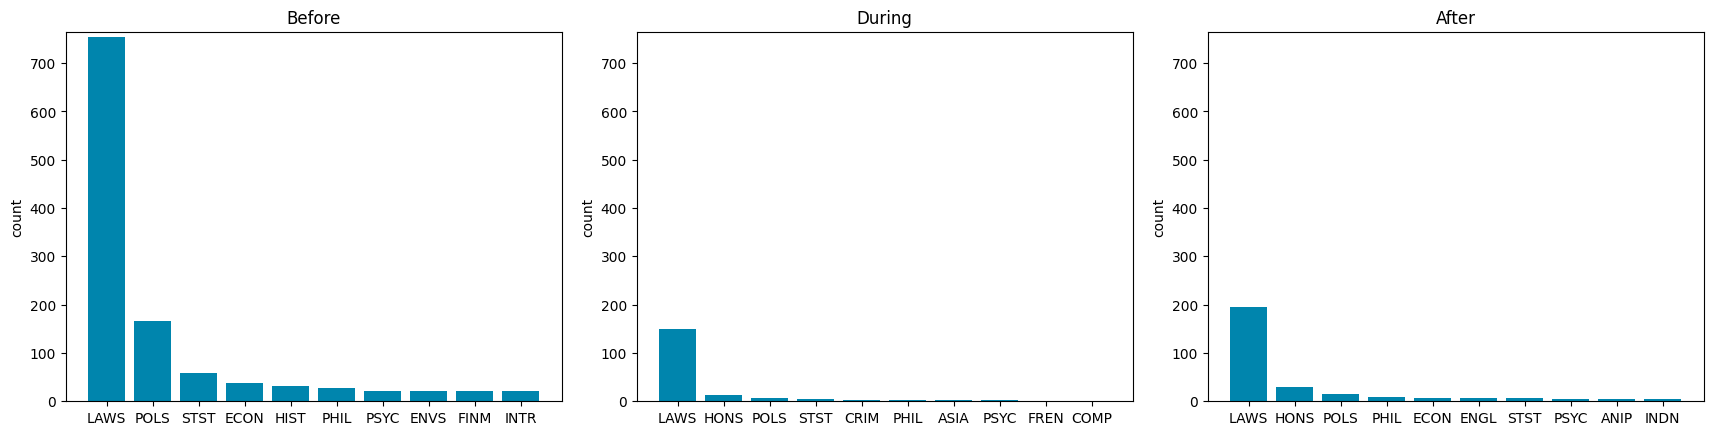 Before
count
700
600
500
400
300
200
100
0
LAWS POLS STST ECON HIST PHIL PSYC ENVS FINM INTR
During
count
700
600
500
400
300
200
100
0
LAWS HONS POLS STST CRIM PHIL ASIA PSYC FREN COMP
After
count
700
600
500
400
300
200
100
0
LAWS HONS POLS PHIL ECON ENGL STST PSYC ANIP INDN